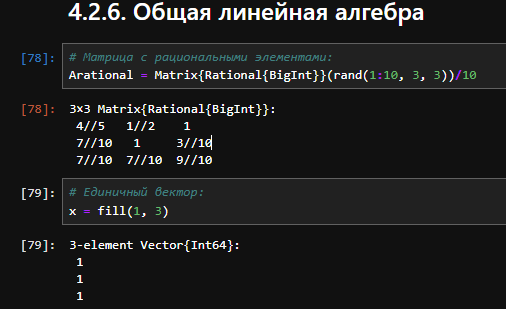 4.2.6. Общая линейная алгебра
[78]: # Матрица с рациональными элементами:
Arational = Matrix{Rational{BigInt}}(rand(1:10, 3, 3))/10
[78]: 3×3 Matrix{Rational{BigInt}}:
4//5 1//2 1
7//10 1 3//10
7//10 7//10 9//10
[79]: # Единичный вектор:
x = fill(1, 3)
[79]: 3-element Vector{Int64}:
1
1
1